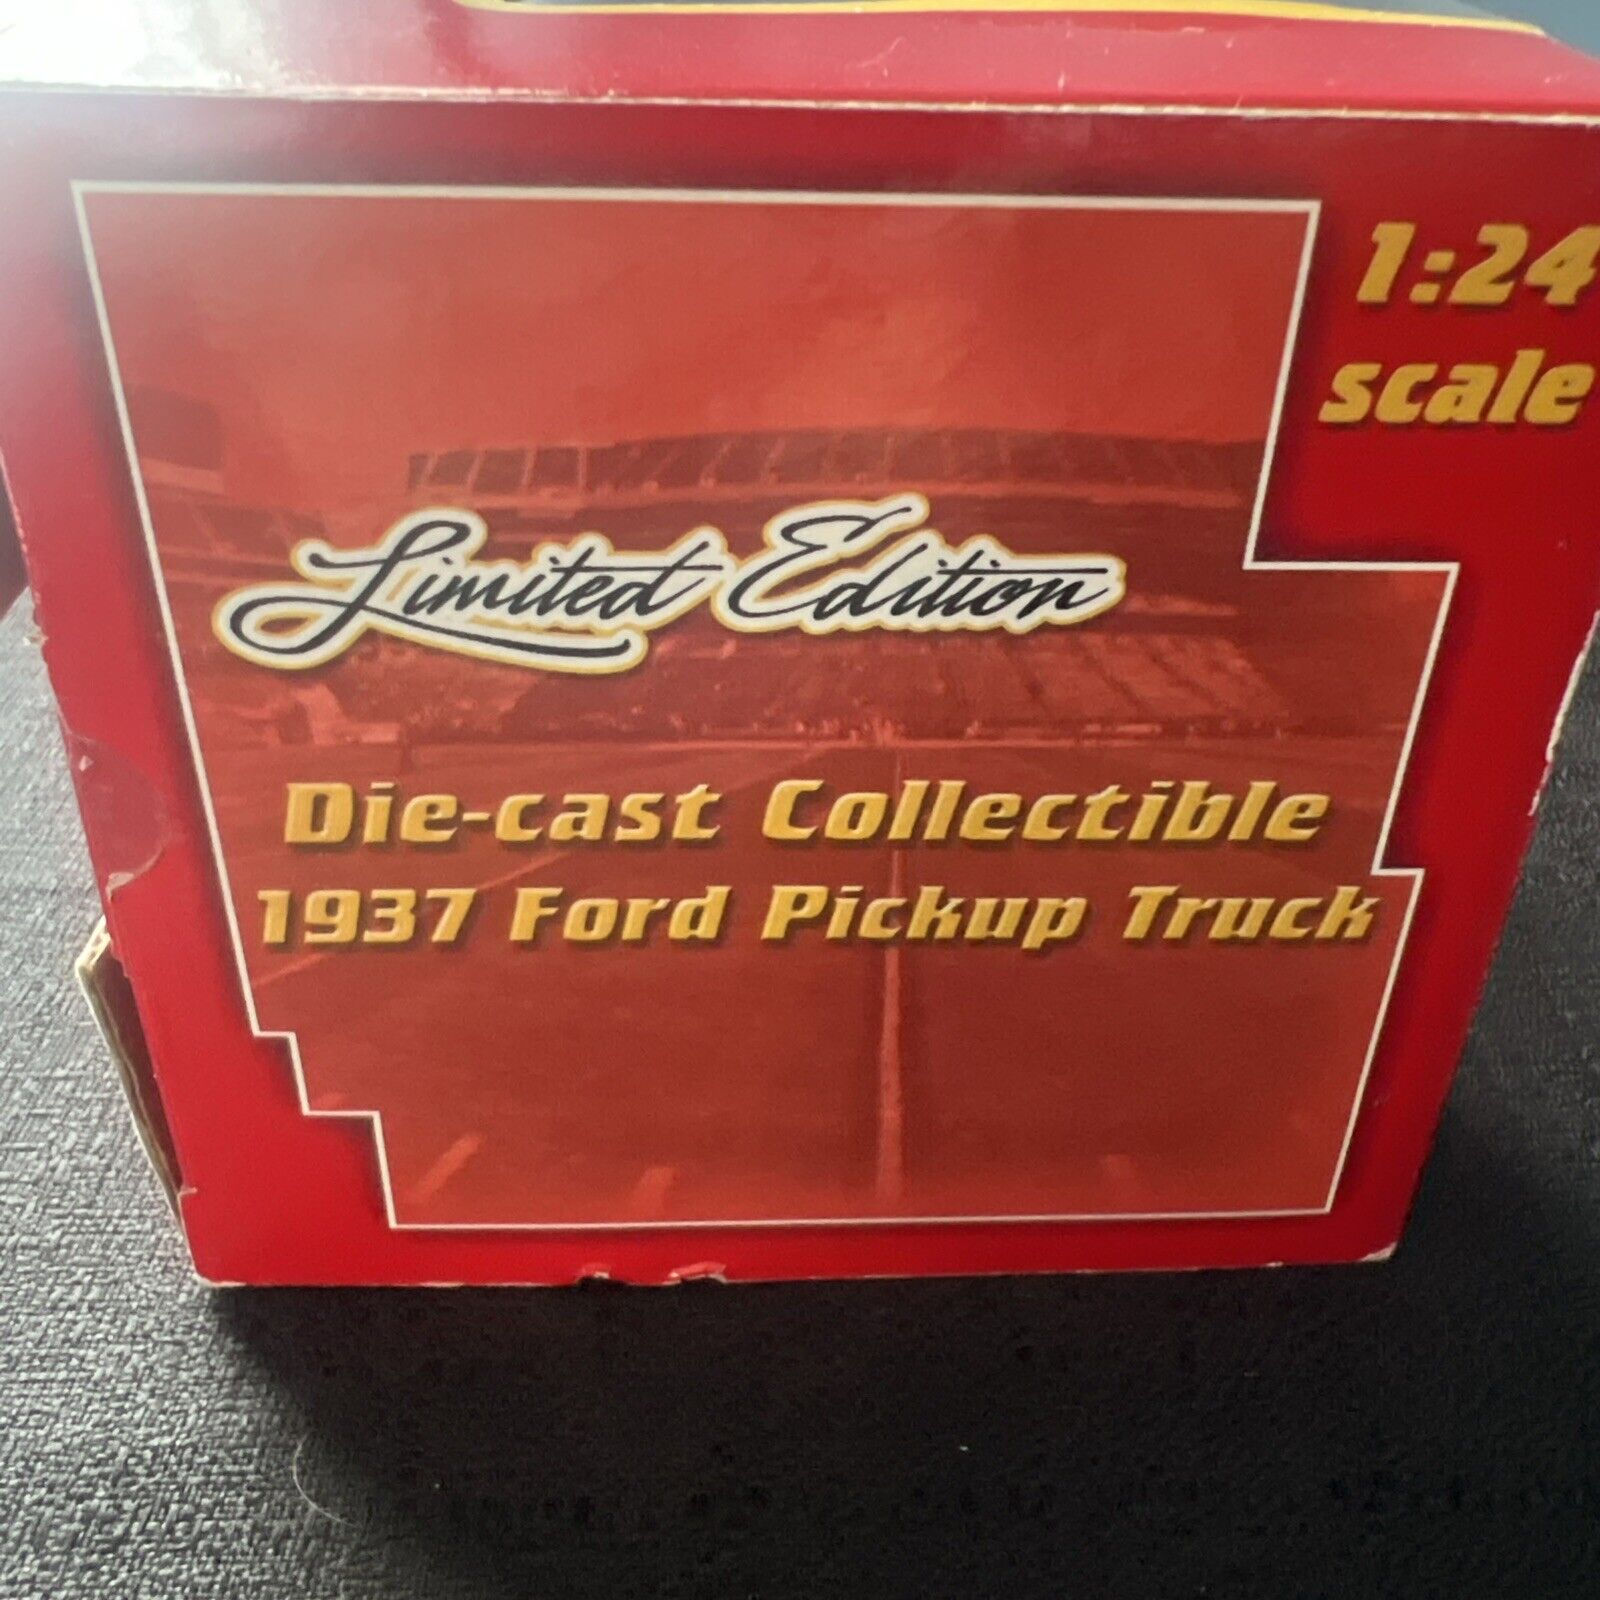 1:24
scale
Limited Edition
Die-cast Collectible
1937 Ford Pickup Truck